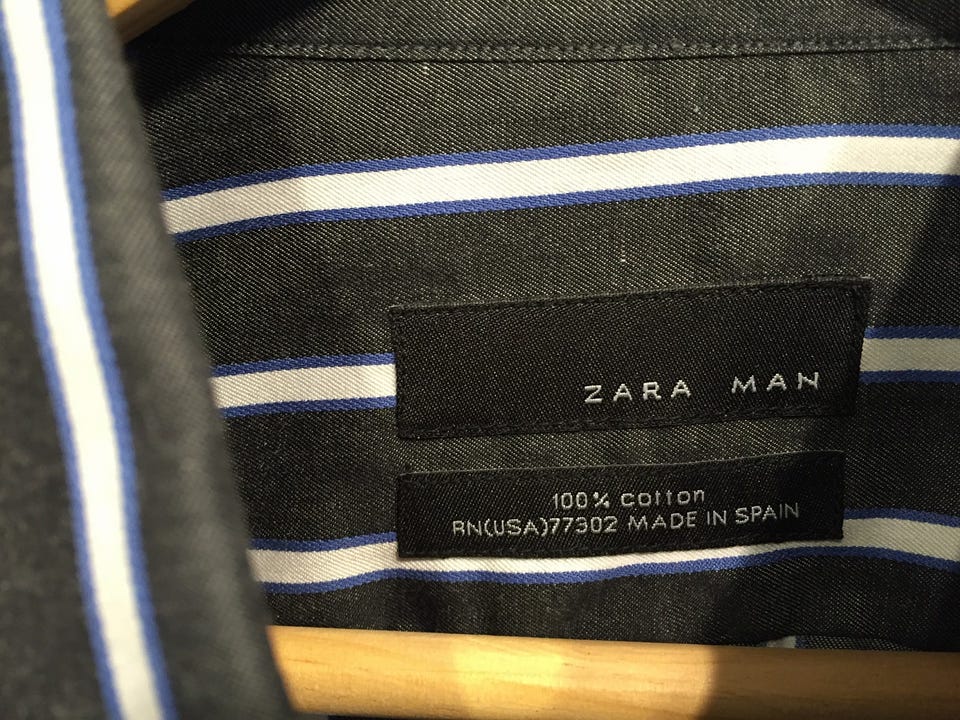 ZARA MAN
100% cotton
RN(USA)77302 MADE IN SPAIN